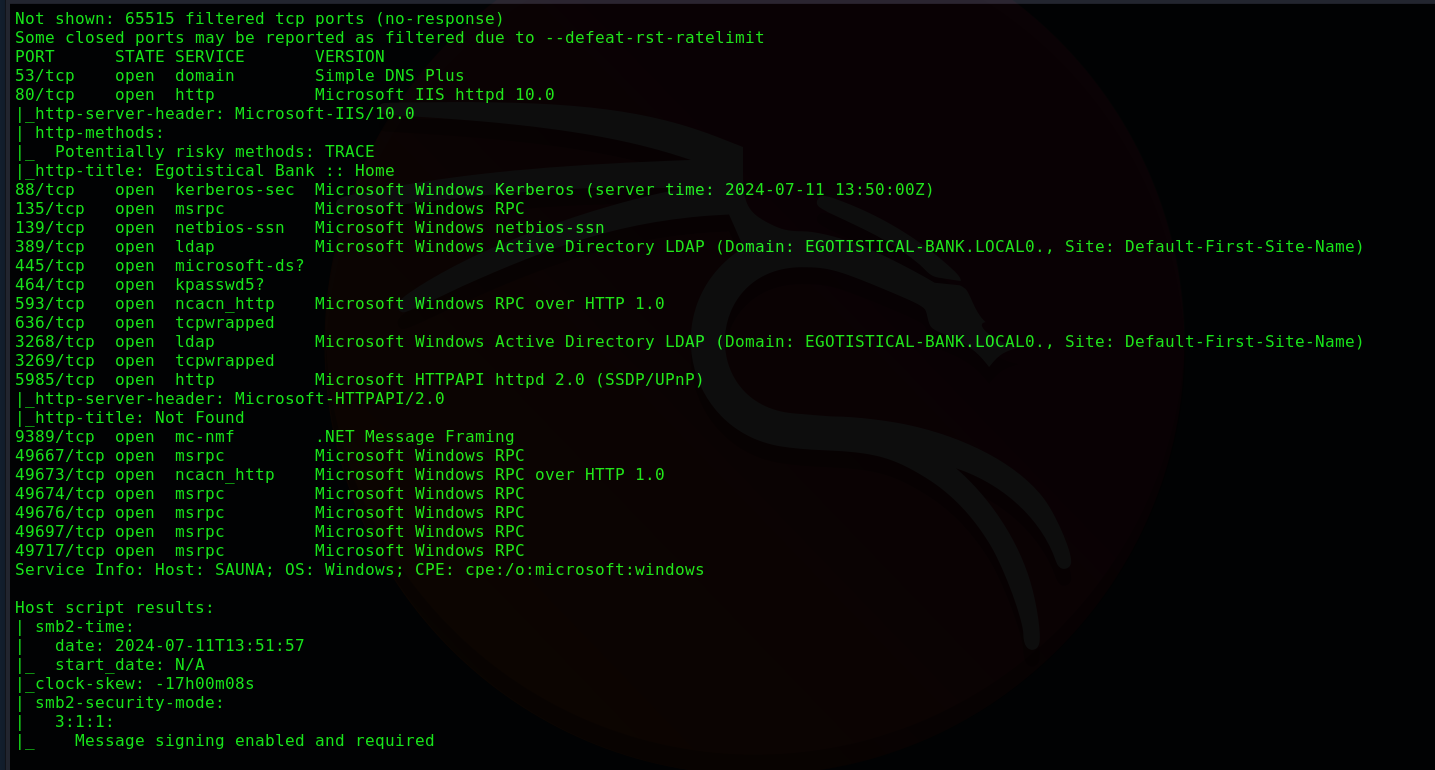 Not shown: 65515 filtered tcp ports (no-response)
Some closed ports may be reported as filtered due to --defeat-rst-ratelimit
PORT      STATE SERVICE       VERSION
53/tcp    open  domain        Simple DNS Plus
80/tcp    open  http          Microsoft IIS httpd 10.0
|_http-server-header: Microsoft-IIS/10.0
| http-methods:
|_  Potentially risky methods: TRACE
|_http-title: Egotistical Bank :: Home
88/tcp    open  kerberos-sec  Microsoft Windows Kerberos (server time: 2024-07-11 13:50:00Z)
135/tcp   open  msrpc         Microsoft Windows RPC
139/tcp   open  netbios-ssn   Microsoft Windows netbios-ssn
389/tcp   open  ldap          Microsoft Windows Active Directory LDAP (Domain: EGOTISTICAL-BANK.LOCAL0., Site: Default-First-Site-Name)
445/tcp   open  microsoft-ds?
464/tcp   open  kpasswd5?
593/tcp   open  ncacn_http    Microsoft Windows RPC over HTTP 1.0
636/tcp   open  tcpwrapped
3268/tcp  open  ldap          Microsoft Windows Active Directory LDAP (Domain: EGOTISTICAL-BANK.LOCAL0., Site: Default-First-Site-Name)
3269/tcp  open  tcpwrapped
5985/tcp  open  http          Microsoft HTTPAPI httpd 2.0 (SSDP/UPnP)
|_http-server-header: Microsoft-HTTPAPI/2.0
|_http-title: Not Found
9389/tcp  open  mc-nmf        .NET Message Framing
49667/tcp open  msrpc         Microsoft Windows RPC
49673/tcp open  ncacn_http    Microsoft Windows RPC over HTTP 1.0
49674/tcp open  msrpc         Microsoft Windows RPC
49676/tcp open  msrpc         Microsoft Windows RPC
49697/tcp open  msrpc         Microsoft Windows RPC
49717/tcp open  msrpc         Microsoft Windows RPC
Service Info: Host: SAUNA; OS: Windows; CPE: cpe:/o:microsoft:windows

Host script results:
| smb2-time:
|   date: 2024-07-11T13:51:57
|_  start_date: N/A
|_clock-skew: -17h00m08s
| smb2-security-mode:
|   3:1:1:
|_    Message signing enabled and required